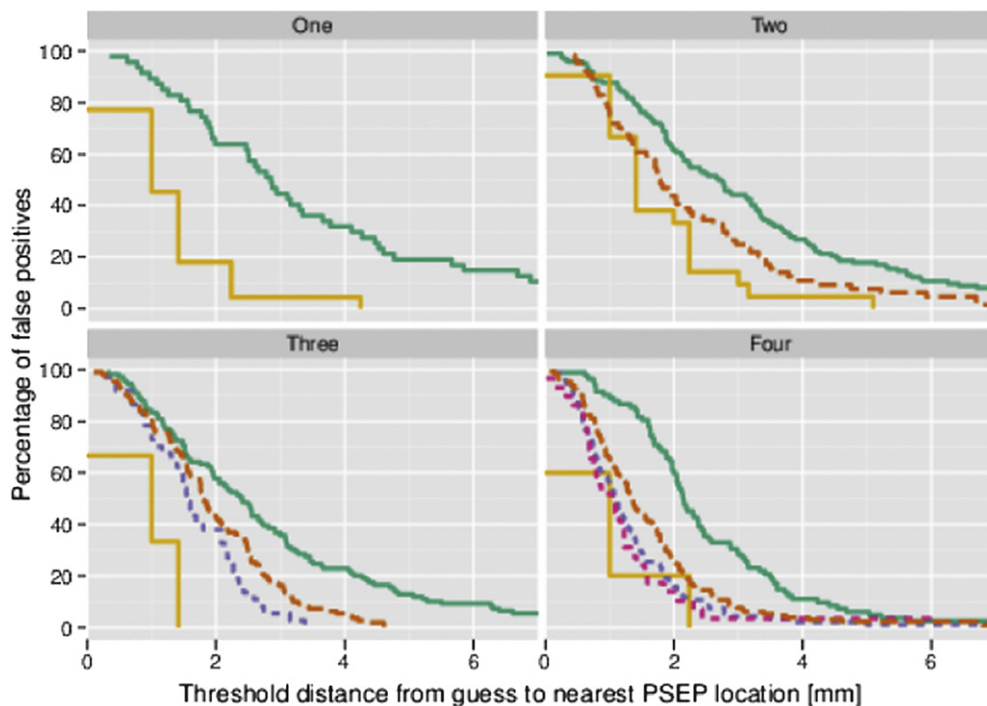 One
Two
100
80
60
40
20
0
Three
Four
100
80
60
40
20
0
Percentage of false positives
0 2 4 6 0 2 4 6
Threshold distance from guess to nearest PSEP location [mm]